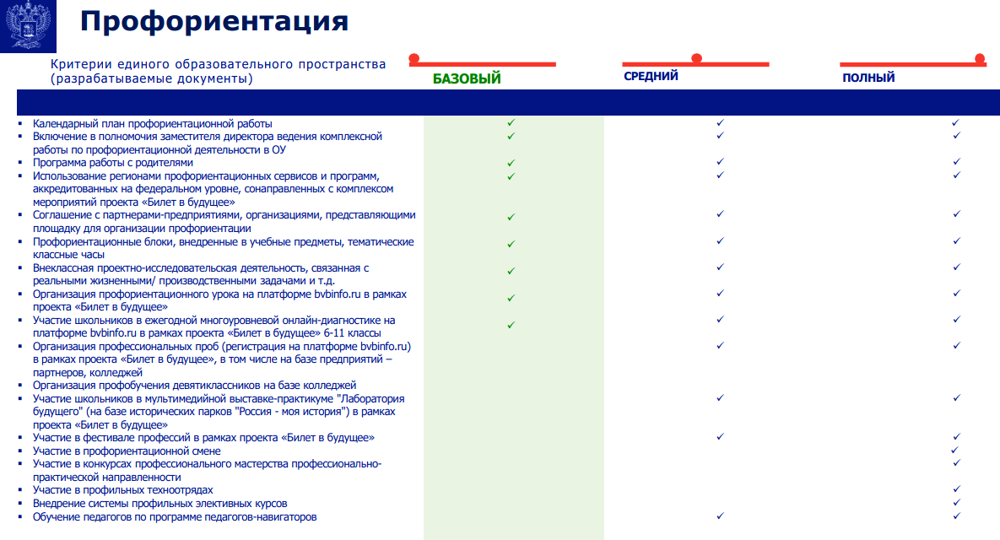 Профориентация
Критерии единого образовательного пространства
(разрабатываемые документы)
БАЗОВЫЙ
СРЕДНИЙ
ПОЛНЫЙ
▪ Календарный план профориентационной работы ✓ ✓ ✓
▪ Включение в полномочия заместителя директора ведения комплексной ✓ ✓ ✓
работы по профориентационной деятельности в ОУ
▪ Программа работы с родителями ✓ ✓ ✓
▪ Использование регионами профориентационных сервисов и программ, ✓ ✓ ✓
аккредитованных на федеральном уровне, сонаправленных с комплексом
мероприятий проекта «Билет в будущее»
▪ Соглашение с партнерами-предприятиями, организациями, представляющими ✓ ✓ ✓
площадку для организации профориентации
▪ Профориентационные блоки, внедренные в учебные предметы, тематические ✓ ✓ ✓
классные часы
▪ Внеклассная проектно-исследовательская деятельность, связанная с ✓ ✓ ✓
реальными жизненными/ производственными задачами и т.д.
▪ Организация профориентационного урока на платформе bvbinfo.ru в рамках ✓ ✓ ✓
проекта «Билет в будущее»
▪ Участие школьников в ежегодной многоуровневой онлайн-диагностике на ✓ ✓ ✓
платформе bvbinfo.ru в рамках проекта «Билет в будущее» 6-11 классы
▪ Организация профессиональных проб (регистрация на платформе bvbinfo.ru) ✓ ✓
в рамках проекта «Билет в будущее», в том числе на базе предприятий –
партнеров, колледжей
▪ Организация профобучения девятиклассников на базе колледжей
▪ Участие школьников в мультимедийной выставке-практикуме "Лаборатория ✓ ✓
будущего" (на базе исторических парков "Россия - моя история") в рамках
проекта «Билет в будущее»
▪ Участие в фестивале профессий в рамках проекта «Билет в будущее» ✓ ✓
▪ Участие в профориентационной смене ✓
▪ Участие в конкурсах профессионального мастерства профессионально- ✓
практической направленности
▪ Участие в профильных техноотрядах ✓
▪ Внедрение системы профильных элективных курсов ✓
▪ Обучение педагогов по программе педагогов-навигаторов ✓ ✓